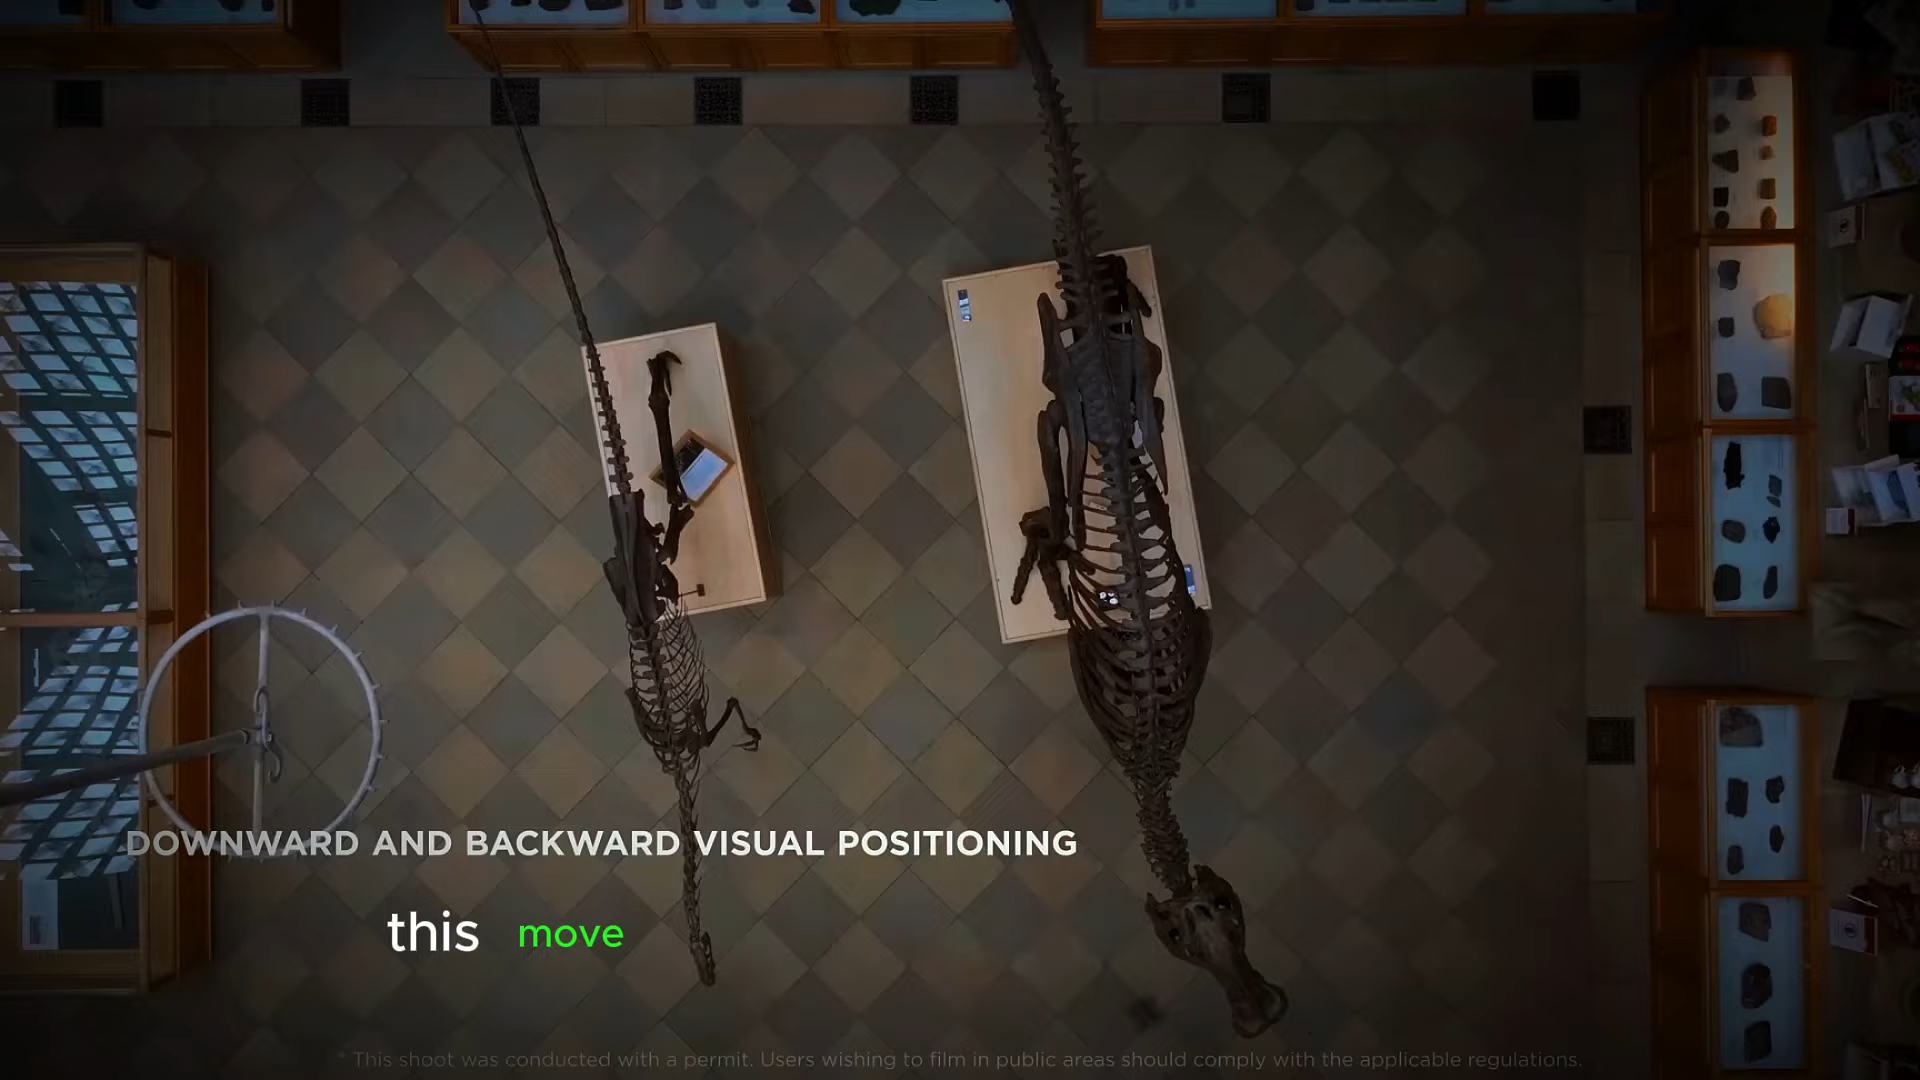 DOWNWARD AND BACKWARD VISUAL POSITIONING
this move
* This shoot was conducted with a permit. Users wishing to film in public areas should comply with the applicable regulations.